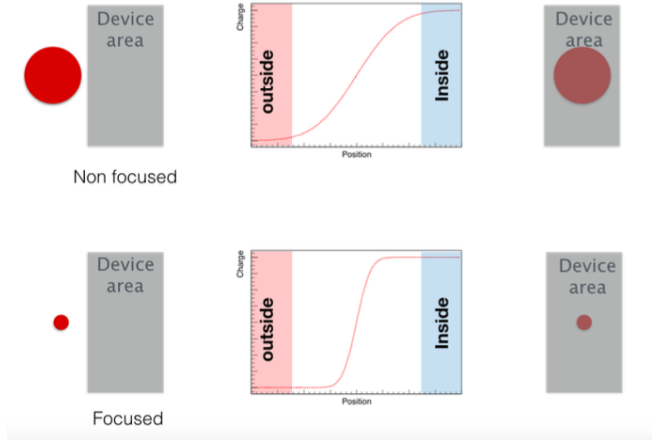 Device
area
Charge
outside
Inside
Position
Device
area
Non focused
Device
area
Charge
outside
Inside
Position
Device
area
Focused